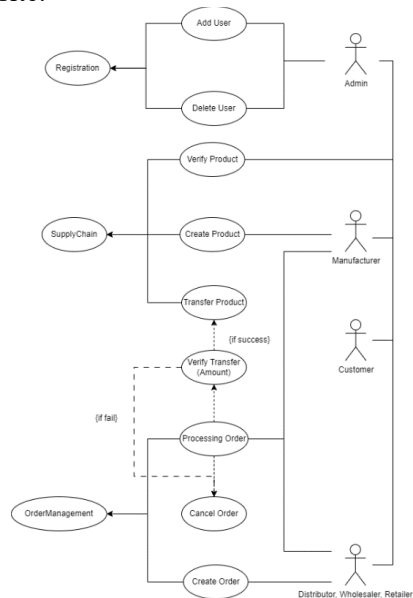 Add User
Registration
Admin
Delete User
Verify Product
SupplyChain
Create Product
Manufacturer
Transfer Product
{if success}
Verify Transfer
(Amount)
Customer
{if fail}
Processing Order
OrderManagement
Cancel Order
Create Order
Distributor, Wholesaler, Retailer